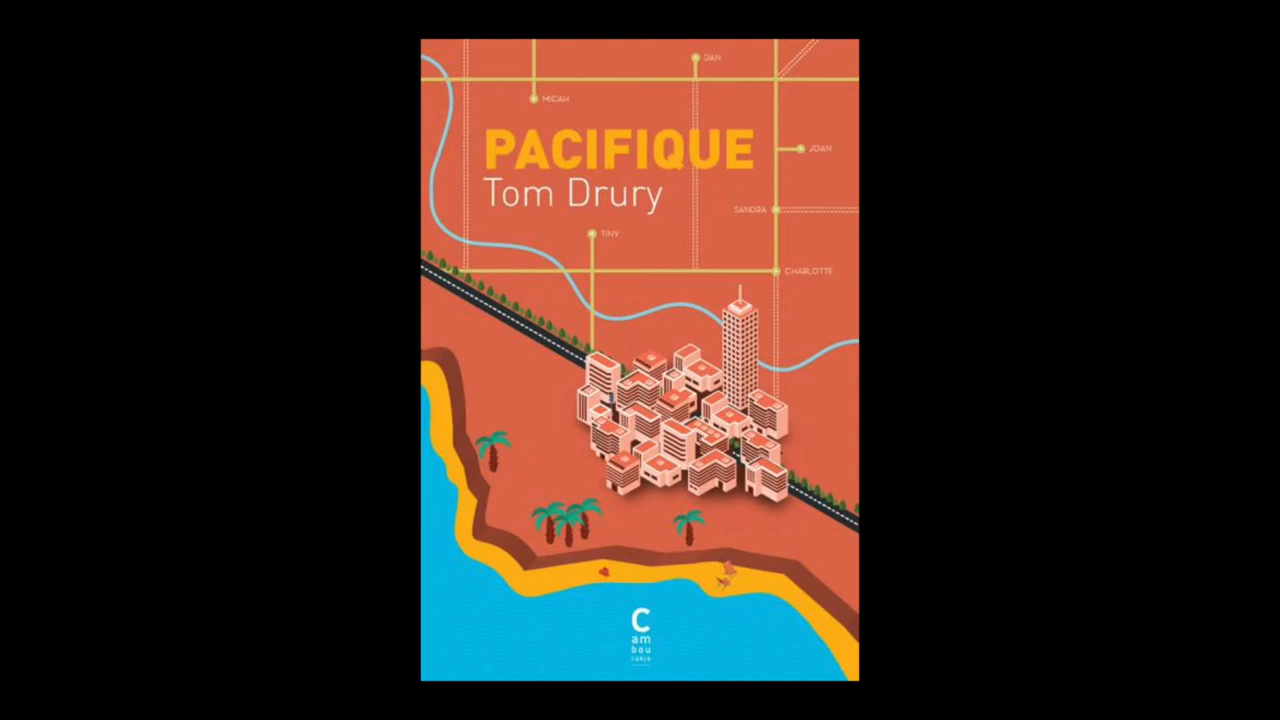 DAN
MICAH
PACIFIQUE
JOAN
Tom Drury
SANDRA
TINY
CHARLOTTE
C
am
bou
rakis